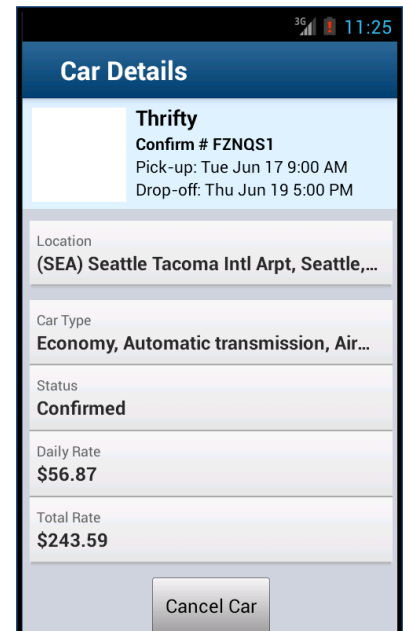 3G 11:25
Car Details
Thrifty
Confirm # FZNQS1
Pick-up: Tue Jun 17 9:00 AM
Drop-off: Thu Jun 19 5:00 PM
Location
(SEA) Seattle Tacoma Intl Arpt, Seattle,...
Car Type
Economy, Automatic transmission, Air...
Status
Confirmed
Daily Rate
$56.87
Total Rate
$243.59
Cancel Car